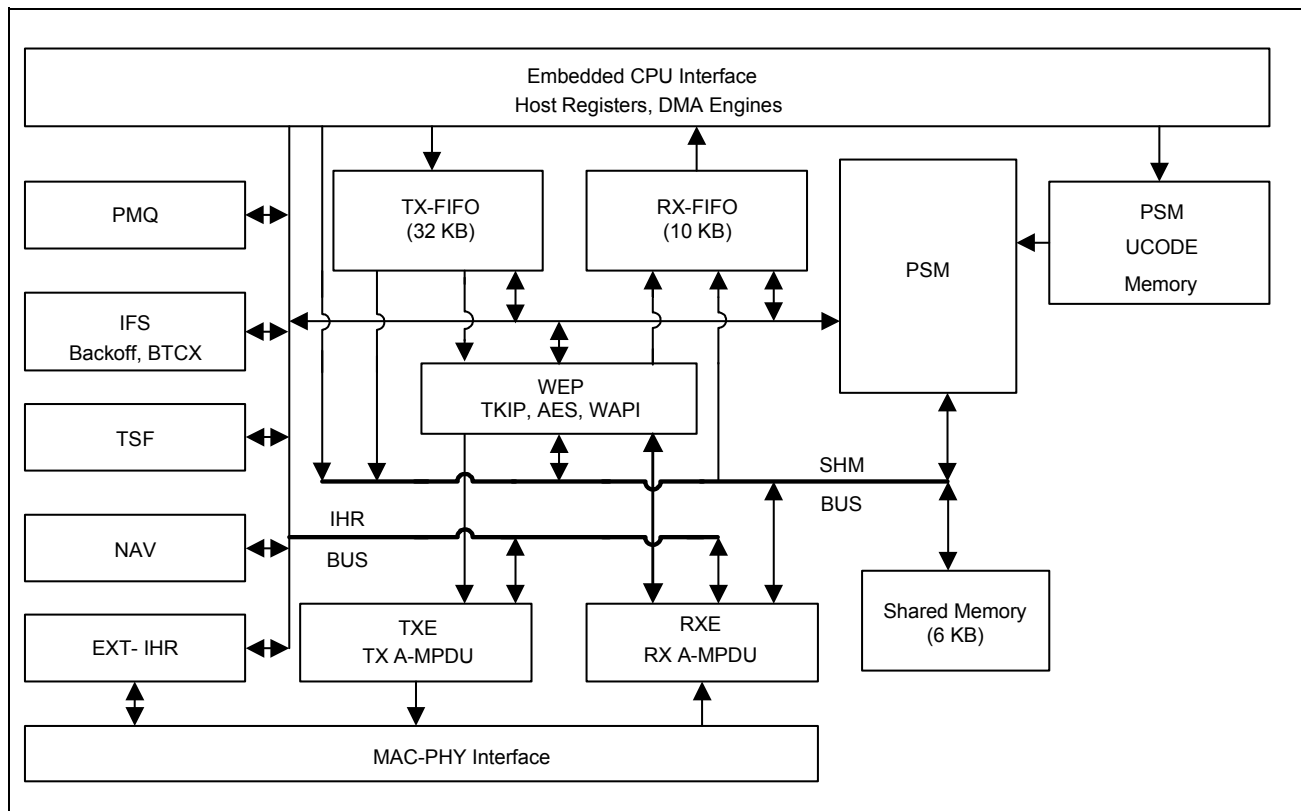 Embedded CPU Interface
Host Registers, DMA Engines
PMQ
TX-FIFO
(32 KB)
RX-FIFO
(10 KB)
PSM
PSM
UCODE
Memory
IFS
Backoff, BTCX
WEP
TKIP, AES, WAPI
TSF
SHM
BUS
IHR
BUS
NAV
Shared Memory
(6 KB)
EXT- IHR
TXE
TX A-MPDU
RXE
RX A-MPDU
MAC-PHY Interface